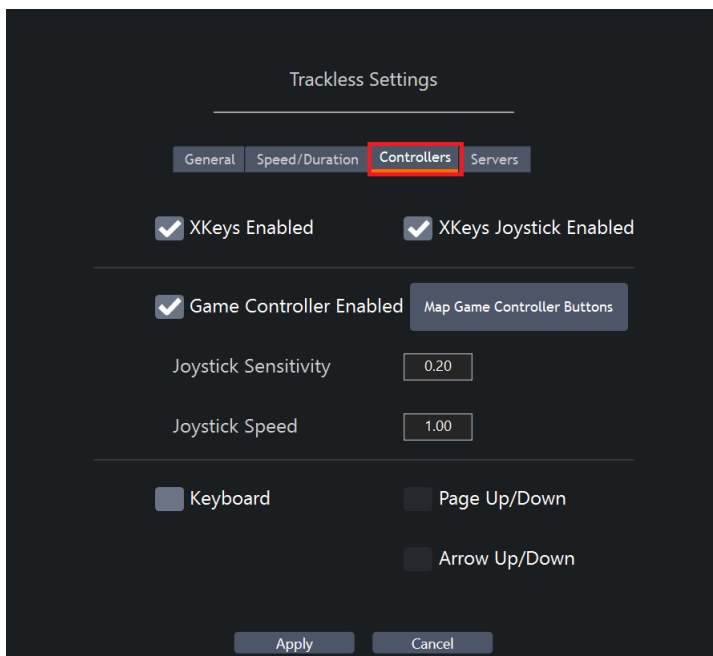 Trackless Settings
General Speed/Duration Controllers Servers
XKeys Enabled XKeys Joystick Enabled
Game Controller Enabled Map Game Controller Buttons
Joystick Sensitivity 0.20
Joystick Speed 1.00
Keyboard Page Up/Down
Arrow Up/Down
Apply Cancel